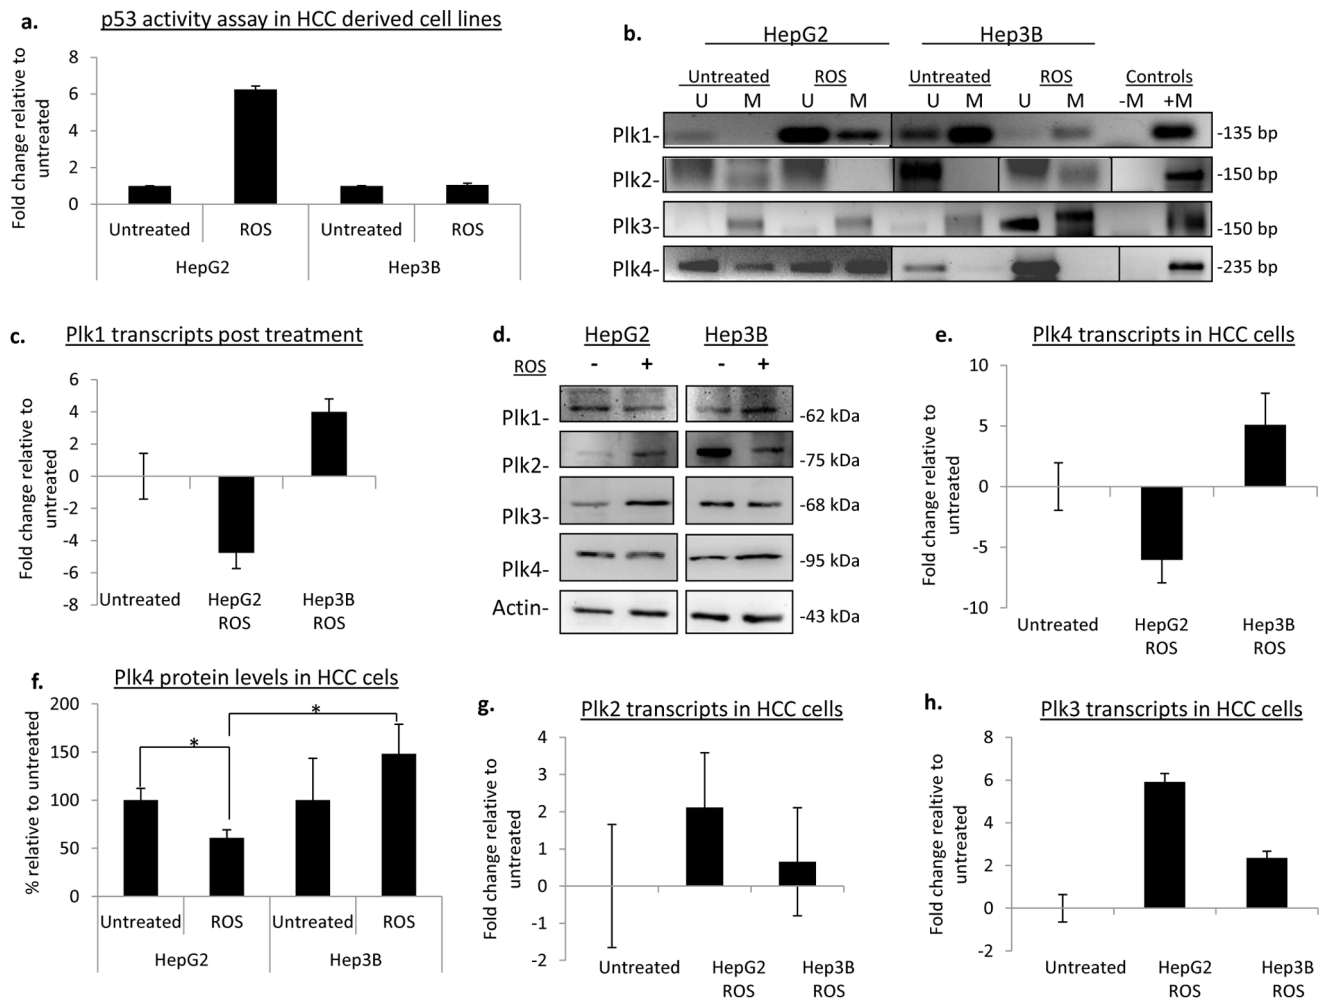 a.
p53 activity assay in HCC derived cell lines
Fold change relative to
untreated
8
6
4
2
0
Untreated ROS Untreated ROS
HepG2 Hep3B
b.
HepG2 Hep3B
Untreated ROS Untreated ROS Controls
U M U M U M U M -M +M
Plk1- -135 bp
Plk2- -150 bp
Plk3- -150 bp
Plk4- -235 bp
c.
Plk1 transcripts post treatment
Fold change relative to
untreated
6
4
2
0
-2
-4
-6
-8
Untreated HepG2 Hep3B
ROS ROS
d.
HepG2 Hep3B
ROS - + - +
Plk1- -62 kDa
Plk2- -75 kDa
Plk3- -68 kDa
Plk4- -95 kDa
Actin- -43 kDa
e.
Plk4 transcripts in HCC cells
Fold change relative to
untreated
10
5
0
-5
-10
Untreated HepG2 Hep3B
ROS ROS
f.
Plk4 protein levels in HCC cels
% relative to untreated
200
150
100
50
0
* *
Untreated ROS Untreated ROS
HepG2 Hep3B
g.
Plk2 transcripts in HCC cells
Fold change relative to
untreated
4
3
2
1
0
-1
-2
Untreated HepG2 Hep3B
ROS ROS
h.
Plk3 transcripts in HCC cells
Fold change realtive to
untreated
8
6
4
2
0
-2
Untreated HepG2 Hep3B
ROS ROS